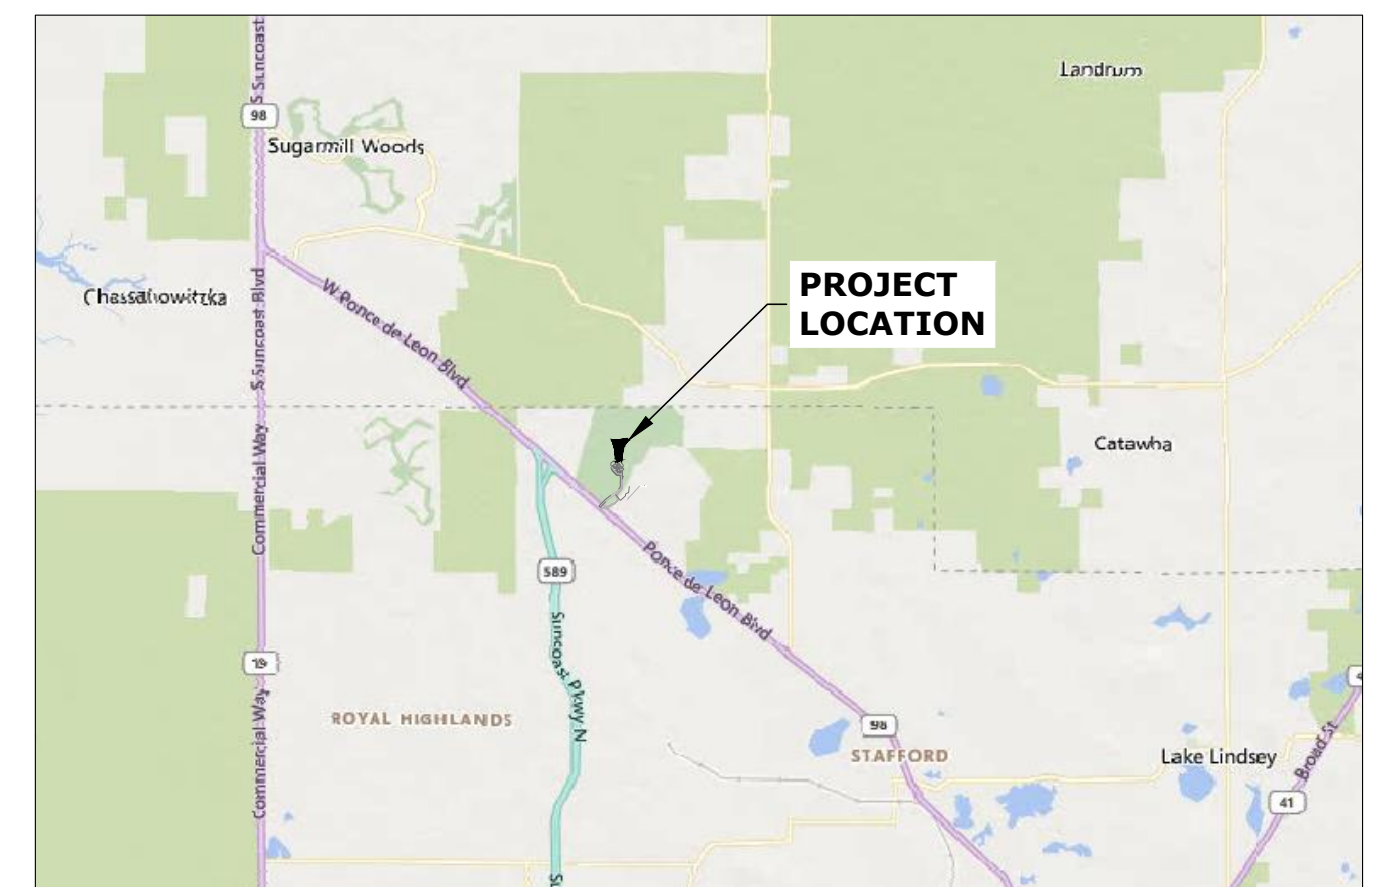 S Suncoast
Landrum
98
Sugarmill Woods
PROJECT
LOCATION
Chassahowitzka
S Suncoast Blvd
W Ponce de Leon Blvd
Commercial Way
Catawha
589
Ponce de Leon Blvd
Suncoast Pkwy N
19
ROYAL HIGHLANDS
Commercial Way
98
STAFFORD
Lake Lindsey
Broad St
41